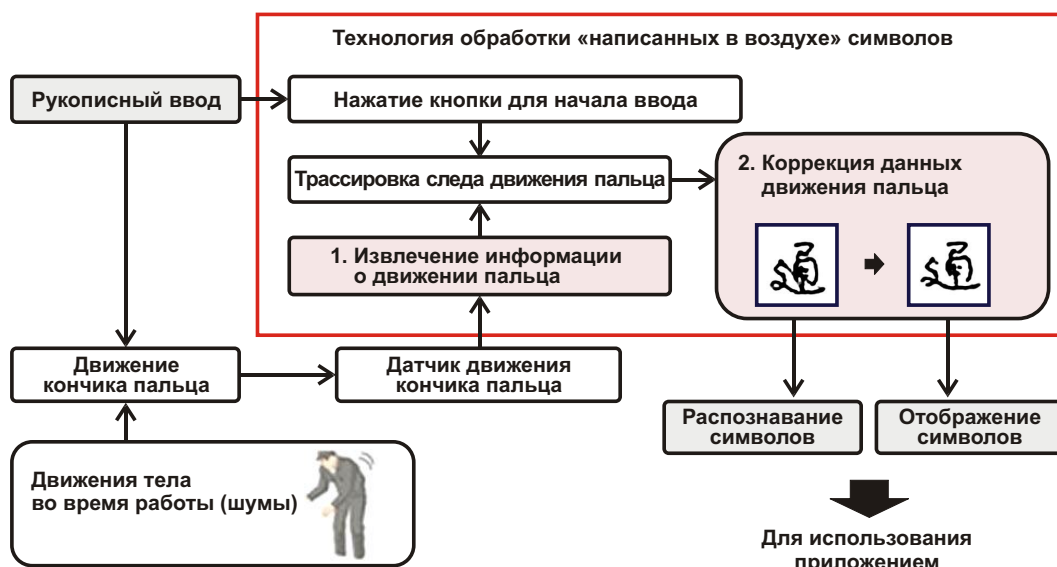 Технология обработки «написанных в воздухе» символов
Рукописный ввод
Нажатие кнопки для начала ввода
Трассировка следа движения пальца
2. Коррекция данных
движения пальца
1. Извлечение информации
о движении пальца
Движение
кончика пальца
Датчик движения
кончика пальца
Распознавание
символов
Отображение
символов
Движения тела
во время работы (шумы)
Для использования
приложением